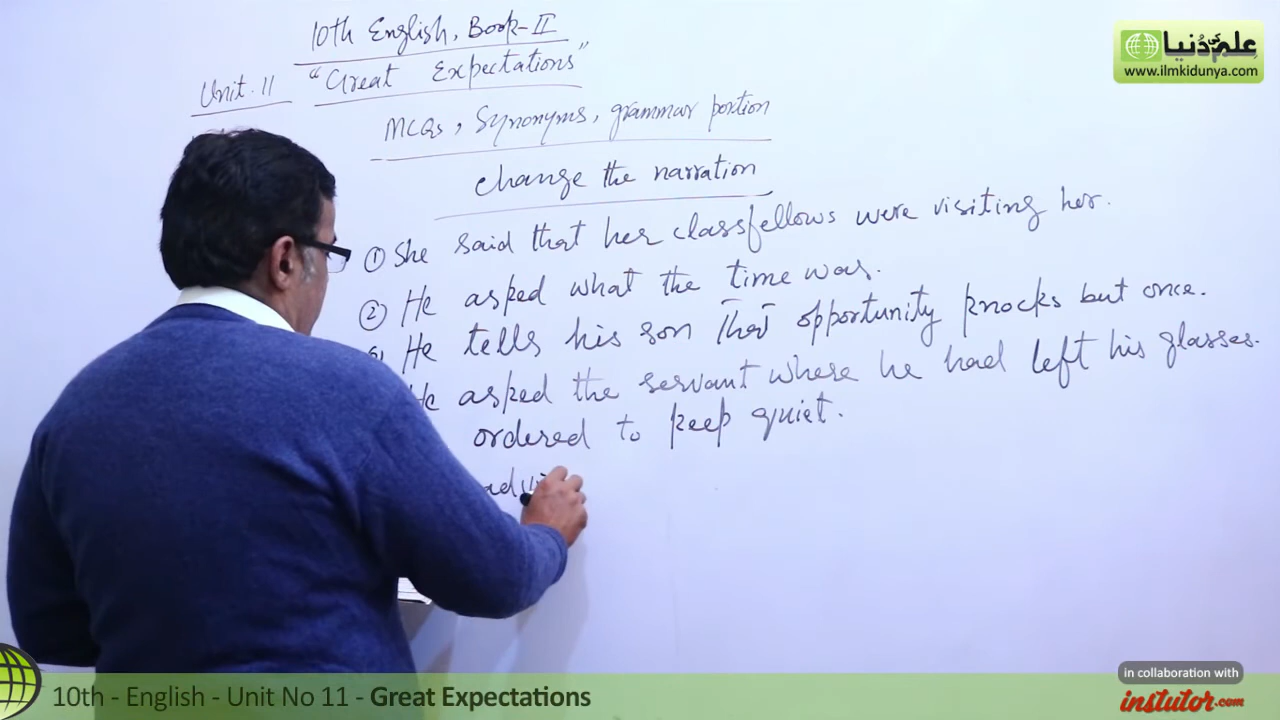 10th English, Book-II
Unit.11 "Great Expectations"
MCQs, Synonyms, grammar portion
Change the narration
① She said that her classfellows were visiting her.
② He asked what the time was.
He tells his son that opportunity knocks but once.
He asked the servant where he had left his glasses.
ordered to keep quiet.
علم کی دُنیا
www.ilmkidunya.com
in collaboration with
instutor.com
10th - English - Unit No 11 - Great Expectations